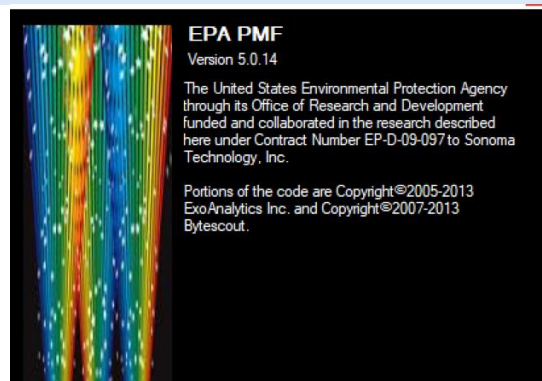 EPA PMF
Version 5.0.14
The United States Environmental Protection Agency
through its Office of Research and Development
funded and collaborated in the research described
here under Contract Number EP-D-09-097 to Sonoma
Technology, Inc.
Portions of the code are Copyright©2005-2013
ExoAnalytics Inc. and Copyright©2007-2013
Bytescout.